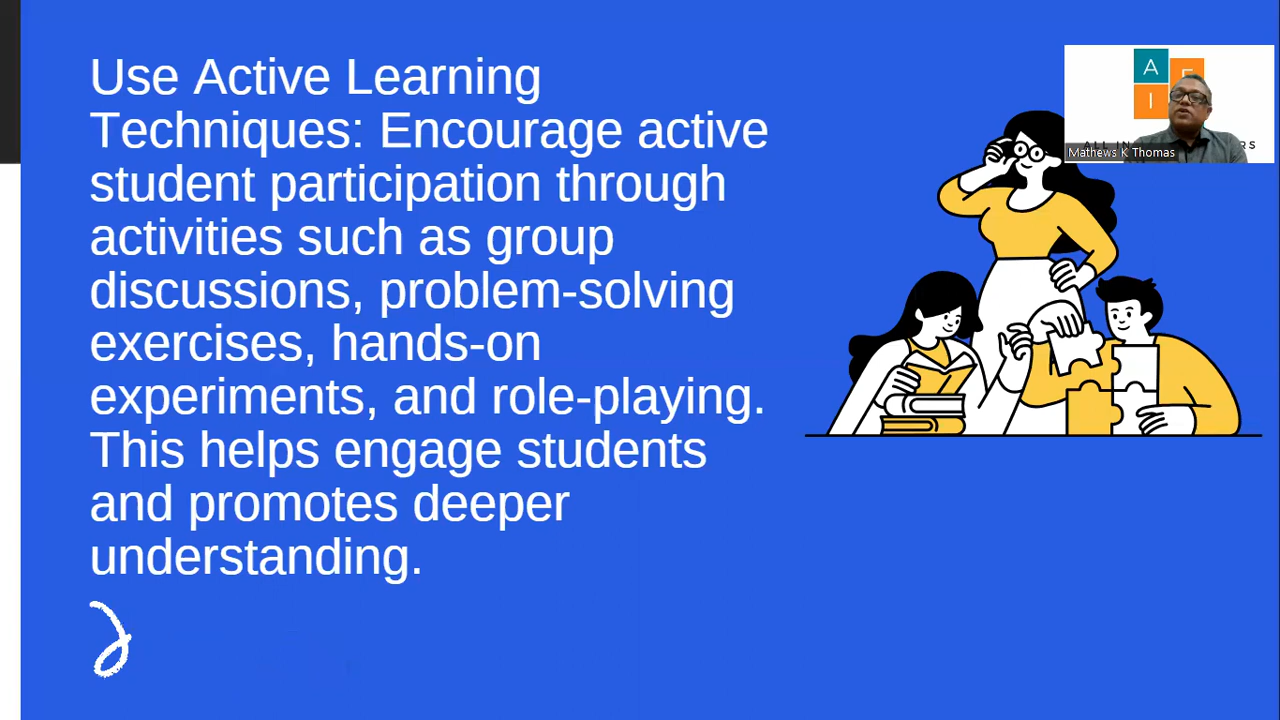 Use Active Learning
Techniques: Encourage active
student participation through
activities such as group
discussions, problem-solving
exercises, hands-on
experiments, and role-playing.
This helps engage students
and promotes deeper
understanding.
A
I
Mathews K Thomas